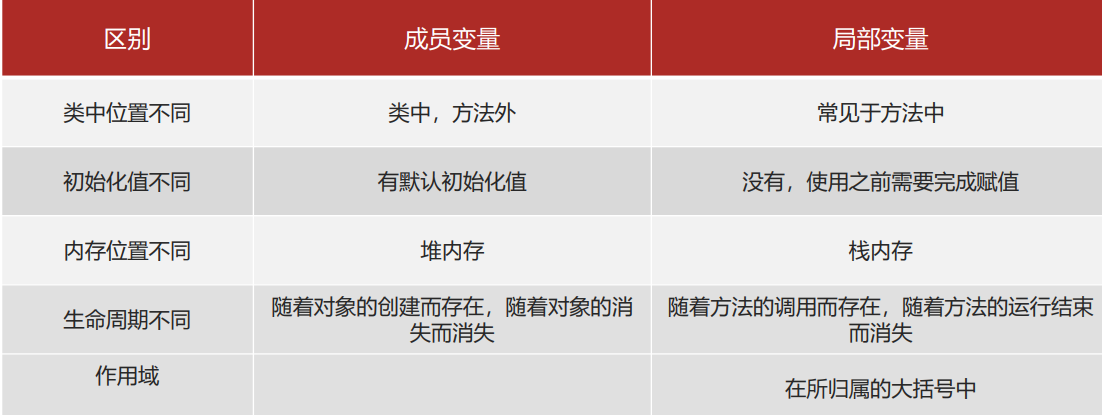 区别
成员变量
局部变量
类中位置不同
类中，方法外
常见于方法中
初始化值不同
有默认初始化值
没有，使用之前需要完成赋值
内存位置不同
堆内存
栈内存
生命周期不同
随着对象的创建而存在，随着对象的消
失而消失
随着方法的调用而存在，随着方法的运行结束
而消失
作用域
在所归属的大括号中